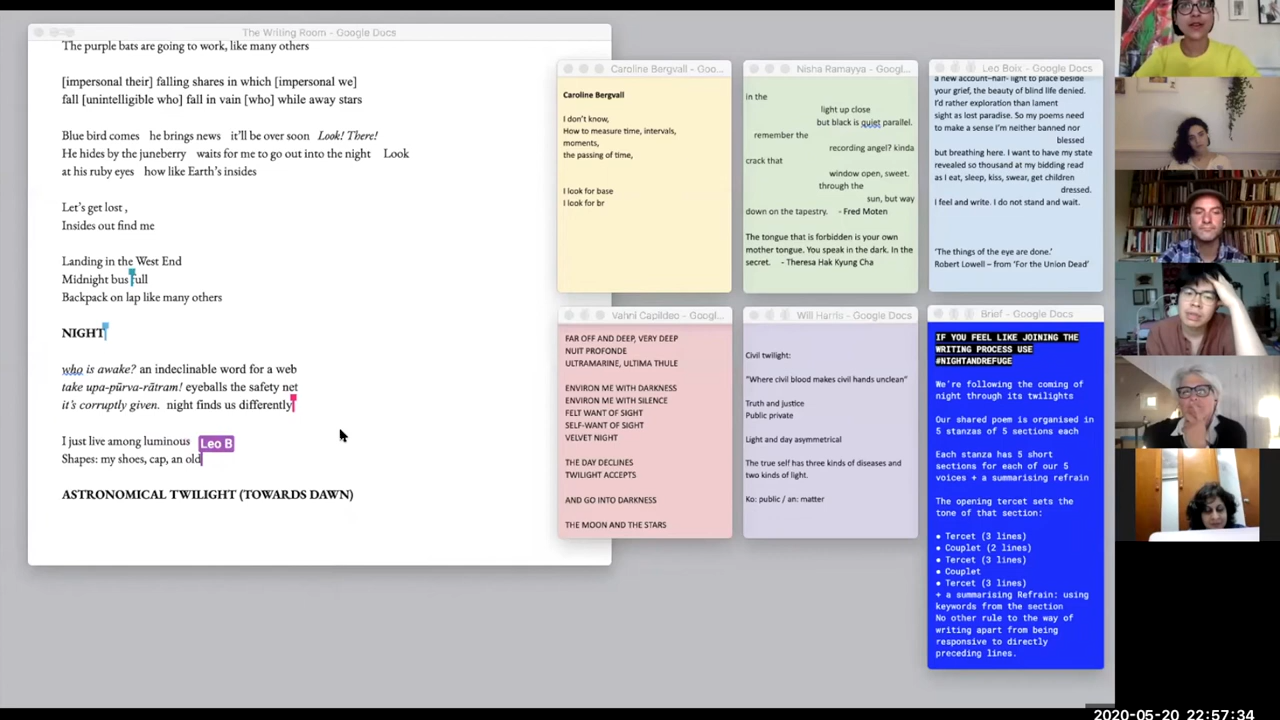 The Writing Room - Google Docs
The purple bats are going to work, like many others
[impersonal their] falling shares in which [impersonal we]
fall [unintelligible who] fall in vain [who] while away stars
Blue bird comes he brings news it'll be over soon Look! There!
He hides by the juneberry waits for me to go out into the night Look
at his ruby eyes how like Earth's insides
Let's get lost ,
Insides out find me
Landing in the West End
Midnight bus full
Backpack on lap like many others
NIGHT
who is awake? an indeclinable word for a web
take upa-pūrva-rātram! eyeballs the safety net
it's corruptly given. night finds us differently
I just live among luminous
Leo B
Shapes: my shoes, cap, an old
ASTRONOMICAL TWILIGHT (TOWARDS DAWN)
Caroline Bergvall - Goo...
Caroline Bergvall
I don't know,
How to measure time, intervals,
moments,
the passing of time,
I look for base
I look for br
Nisha Ramayya - Googl...
in the
light up close
but black is quiet parallel.
remember the
recording angel? kinda
crack that
window open, sweet.
through the
sun, but way
down on the tapestry. - Fred Moten
The tongue that is forbidden is your own
mother tongue. You speak in the dark. In the
secret. - Theresa Hak Kyung Cha
Leo Boix - Google Docs
a new account–half- light to place beside
your grief, the beauty of blind life denied.
I'd rather exploration than lament
sight as lost paradise. So my poems need
to make a sense I'm neither banned nor
blessed
but breathing here. I want to have my state
revealed so thousand at my bidding read
as I eat, sleep, kiss, swear, get children
dressed.
I feel and write. I do not stand and wait.
'The things of the eye are done.'
Robert Lowell – from 'For the Union Dead'
Vahni Capildeo - Googl...
FAR OFF AND DEEP, VERY DEEP
NUIT PROFONDE
ULTRAMARINE, ULTIMA THULE
ENVIRON ME WITH DARKNESS
ENVIRON ME WITH SILENCE
FELT WANT OF SIGHT
SELF-WANT OF SIGHT
VELVET NIGHT
THE DAY DECLINES
TWILIGHT ACCEPTS
AND GO INTO DARKNESS
THE MOON AND THE STARS
Will Harris - Google Docs
Civil twilight:
"Where civil blood makes civil hands unclean"
Truth and justice
Public private
Light and day asymmetrical
The true self has three kinds of diseases and
two kinds of light.
Ko: public / an: matter
Brief - Google Docs
IF YOU FEEL LIKE JOINING THE
WRITING PROCESS USE
#NIGHTANDREFUGE
We're following the coming of
night through its twilights
Our shared poem is organised in
5 stanzas of 5 sections each
Each stanza has 5 short
sections for each of our 5
voices + a summarising refrain
The opening tercet sets the
tone of that section:
● Tercet (3 lines)
● Couplet (2 lines)
● Tercet (3 lines)
● Couplet
● Tercet (3 lines)
+ a summarising Refrain: using
keywords from the section
No other rule to the way of
writing apart from being
responsive to directly
preceding lines.
2020-05-20 22:57:34